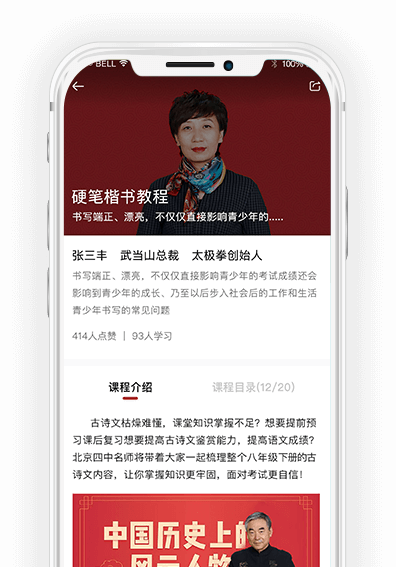 BELL
100%
硬笔楷书教程
书写端正、漂亮，不仅仅直接影响青少年的.....
张三丰 武当山总裁 太极拳创始人
书写端正、漂亮，不仅仅直接影响青少年的考试成绩还会
影响到青少年的成长、乃至以后步入社会后的工作和生活
青少年书写的常见问题
414人点赞 | 93人学习
课程介绍 课程目录(12/20)
古诗文枯燥难懂，课堂知识掌握不足？想要提前预
习课后复习想要提高古诗文鉴赏能力，提高语文成绩？
北京四中名师将带着大家一起梳理整个八年级下册的古
诗文内容，让你掌握知识更牢固，面对考试更自信！
中国历史上的
风云人物